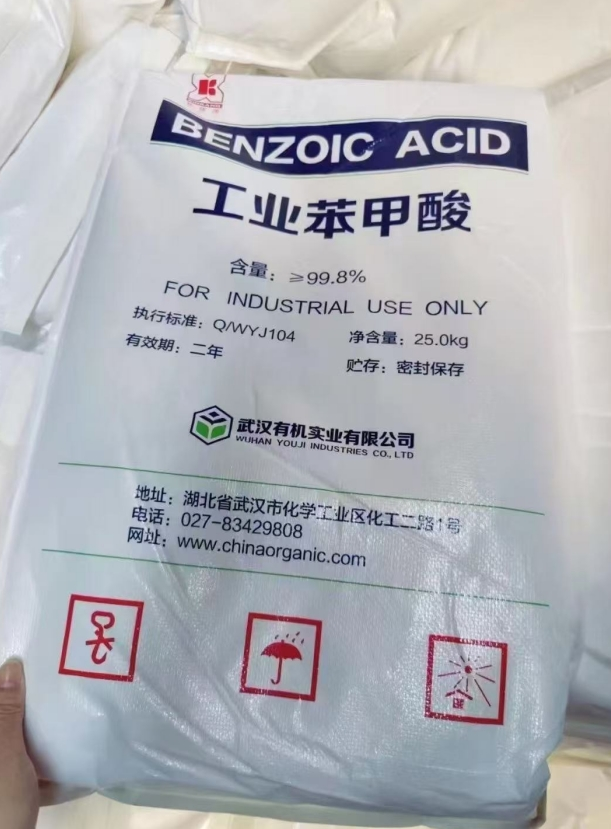 BENZOIC ACID
工业苯甲酸
含量：≥99.8%
FOR INDUSTRIAL USE ONLY
执行标准：Q/WYJ104 净含量：25.0kg
有效期：二年 贮存：密封保存
武汉有机实业有限公司
WUHAN YOUJI INDUSTRIES CO., LTD
地址：湖北省武汉市化学工业区化工二路1号
电话：027-83429808
网址：www.chinaorganic.com